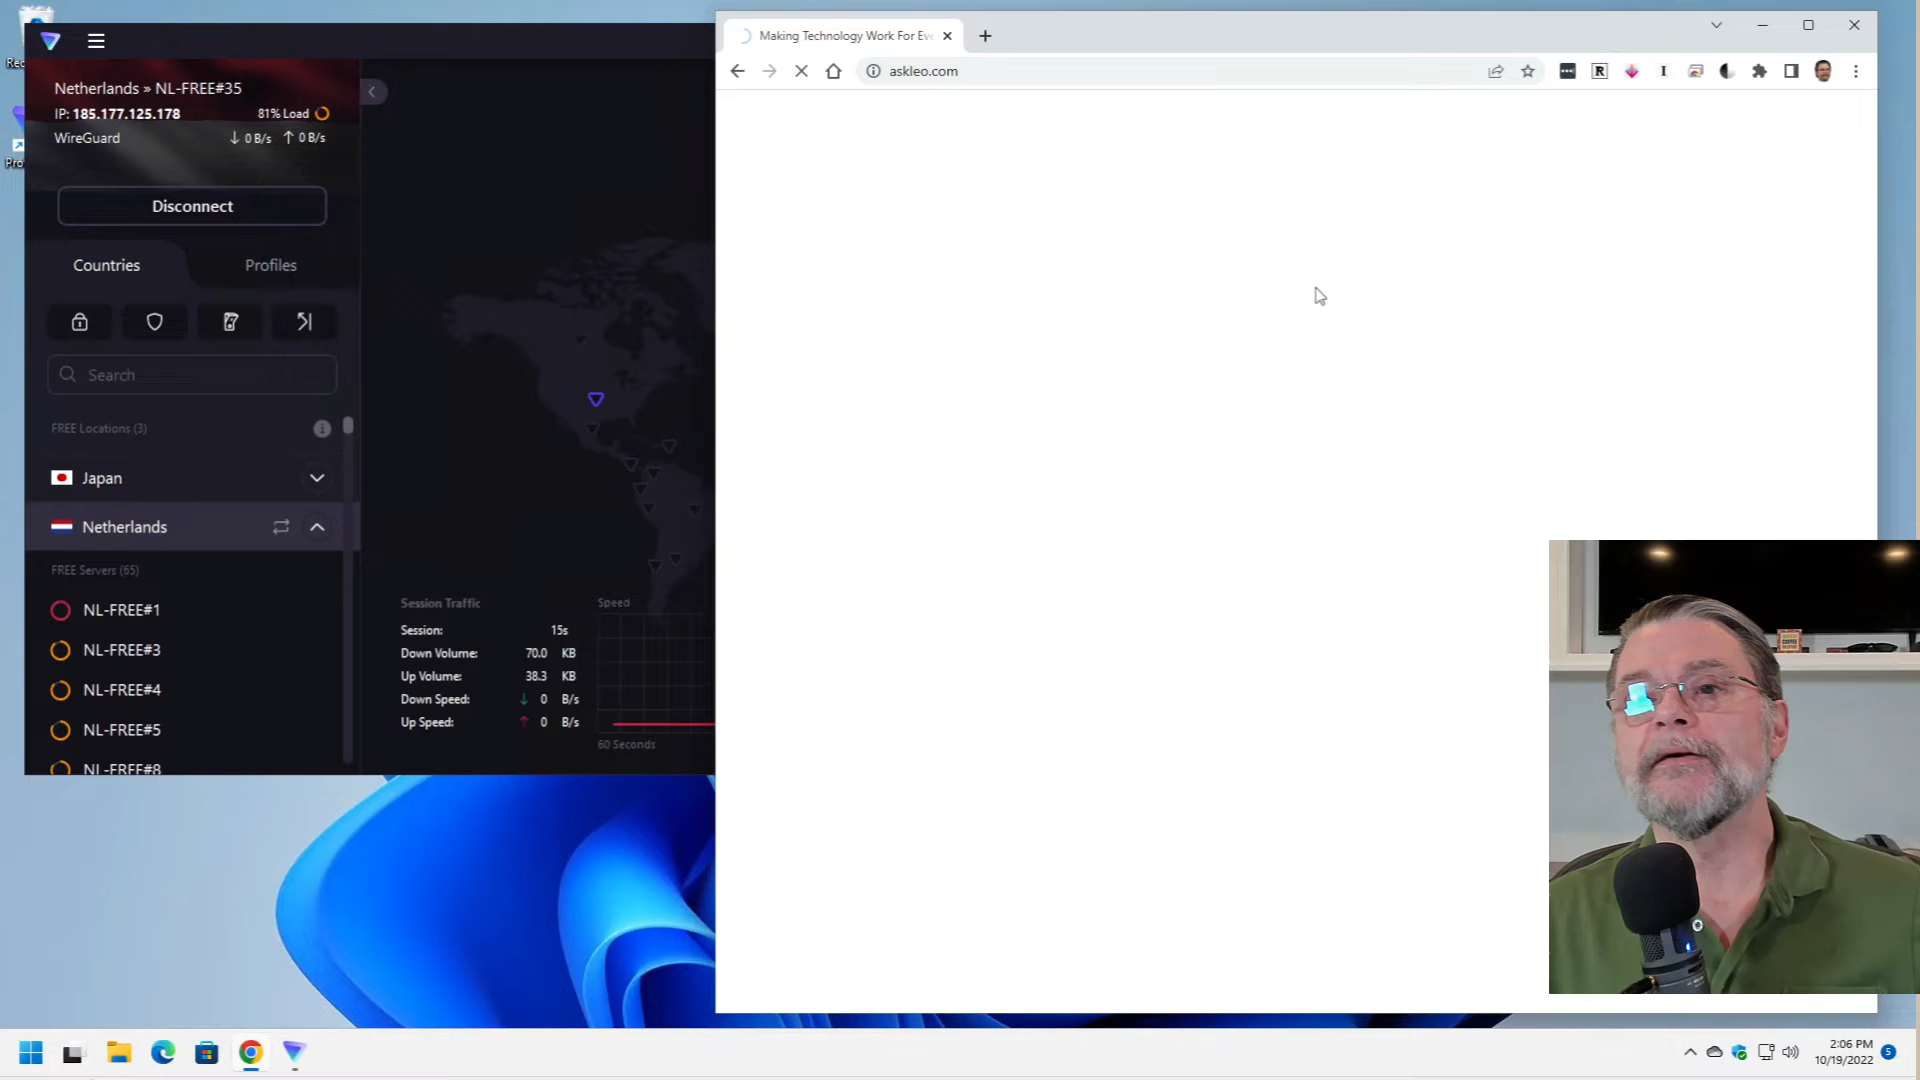 Rec
Pro
Netherlands » NL-FREE#35
IP: 185.177.125.178
81% Load
WireGuard
0 B/s
0 B/s
Disconnect
Countries
Profiles
Search
FREE Locations (3)
Japan
Netherlands
FREE Servers (65)
NL-FREE#1
NL-FREE#3
NL-FREE#4
NL-FREE#5
NL-FREE#8
Session Traffic
Session: 15s
Down Volume: 70.0 KB
Up Volume: 38.3 KB
Down Speed: 0 B/s
Up Speed: 0 B/s
Speed
60 Seconds
Making Technology Work For Eve
askleo.com
R
I
2:06 PM
10/19/2022
5